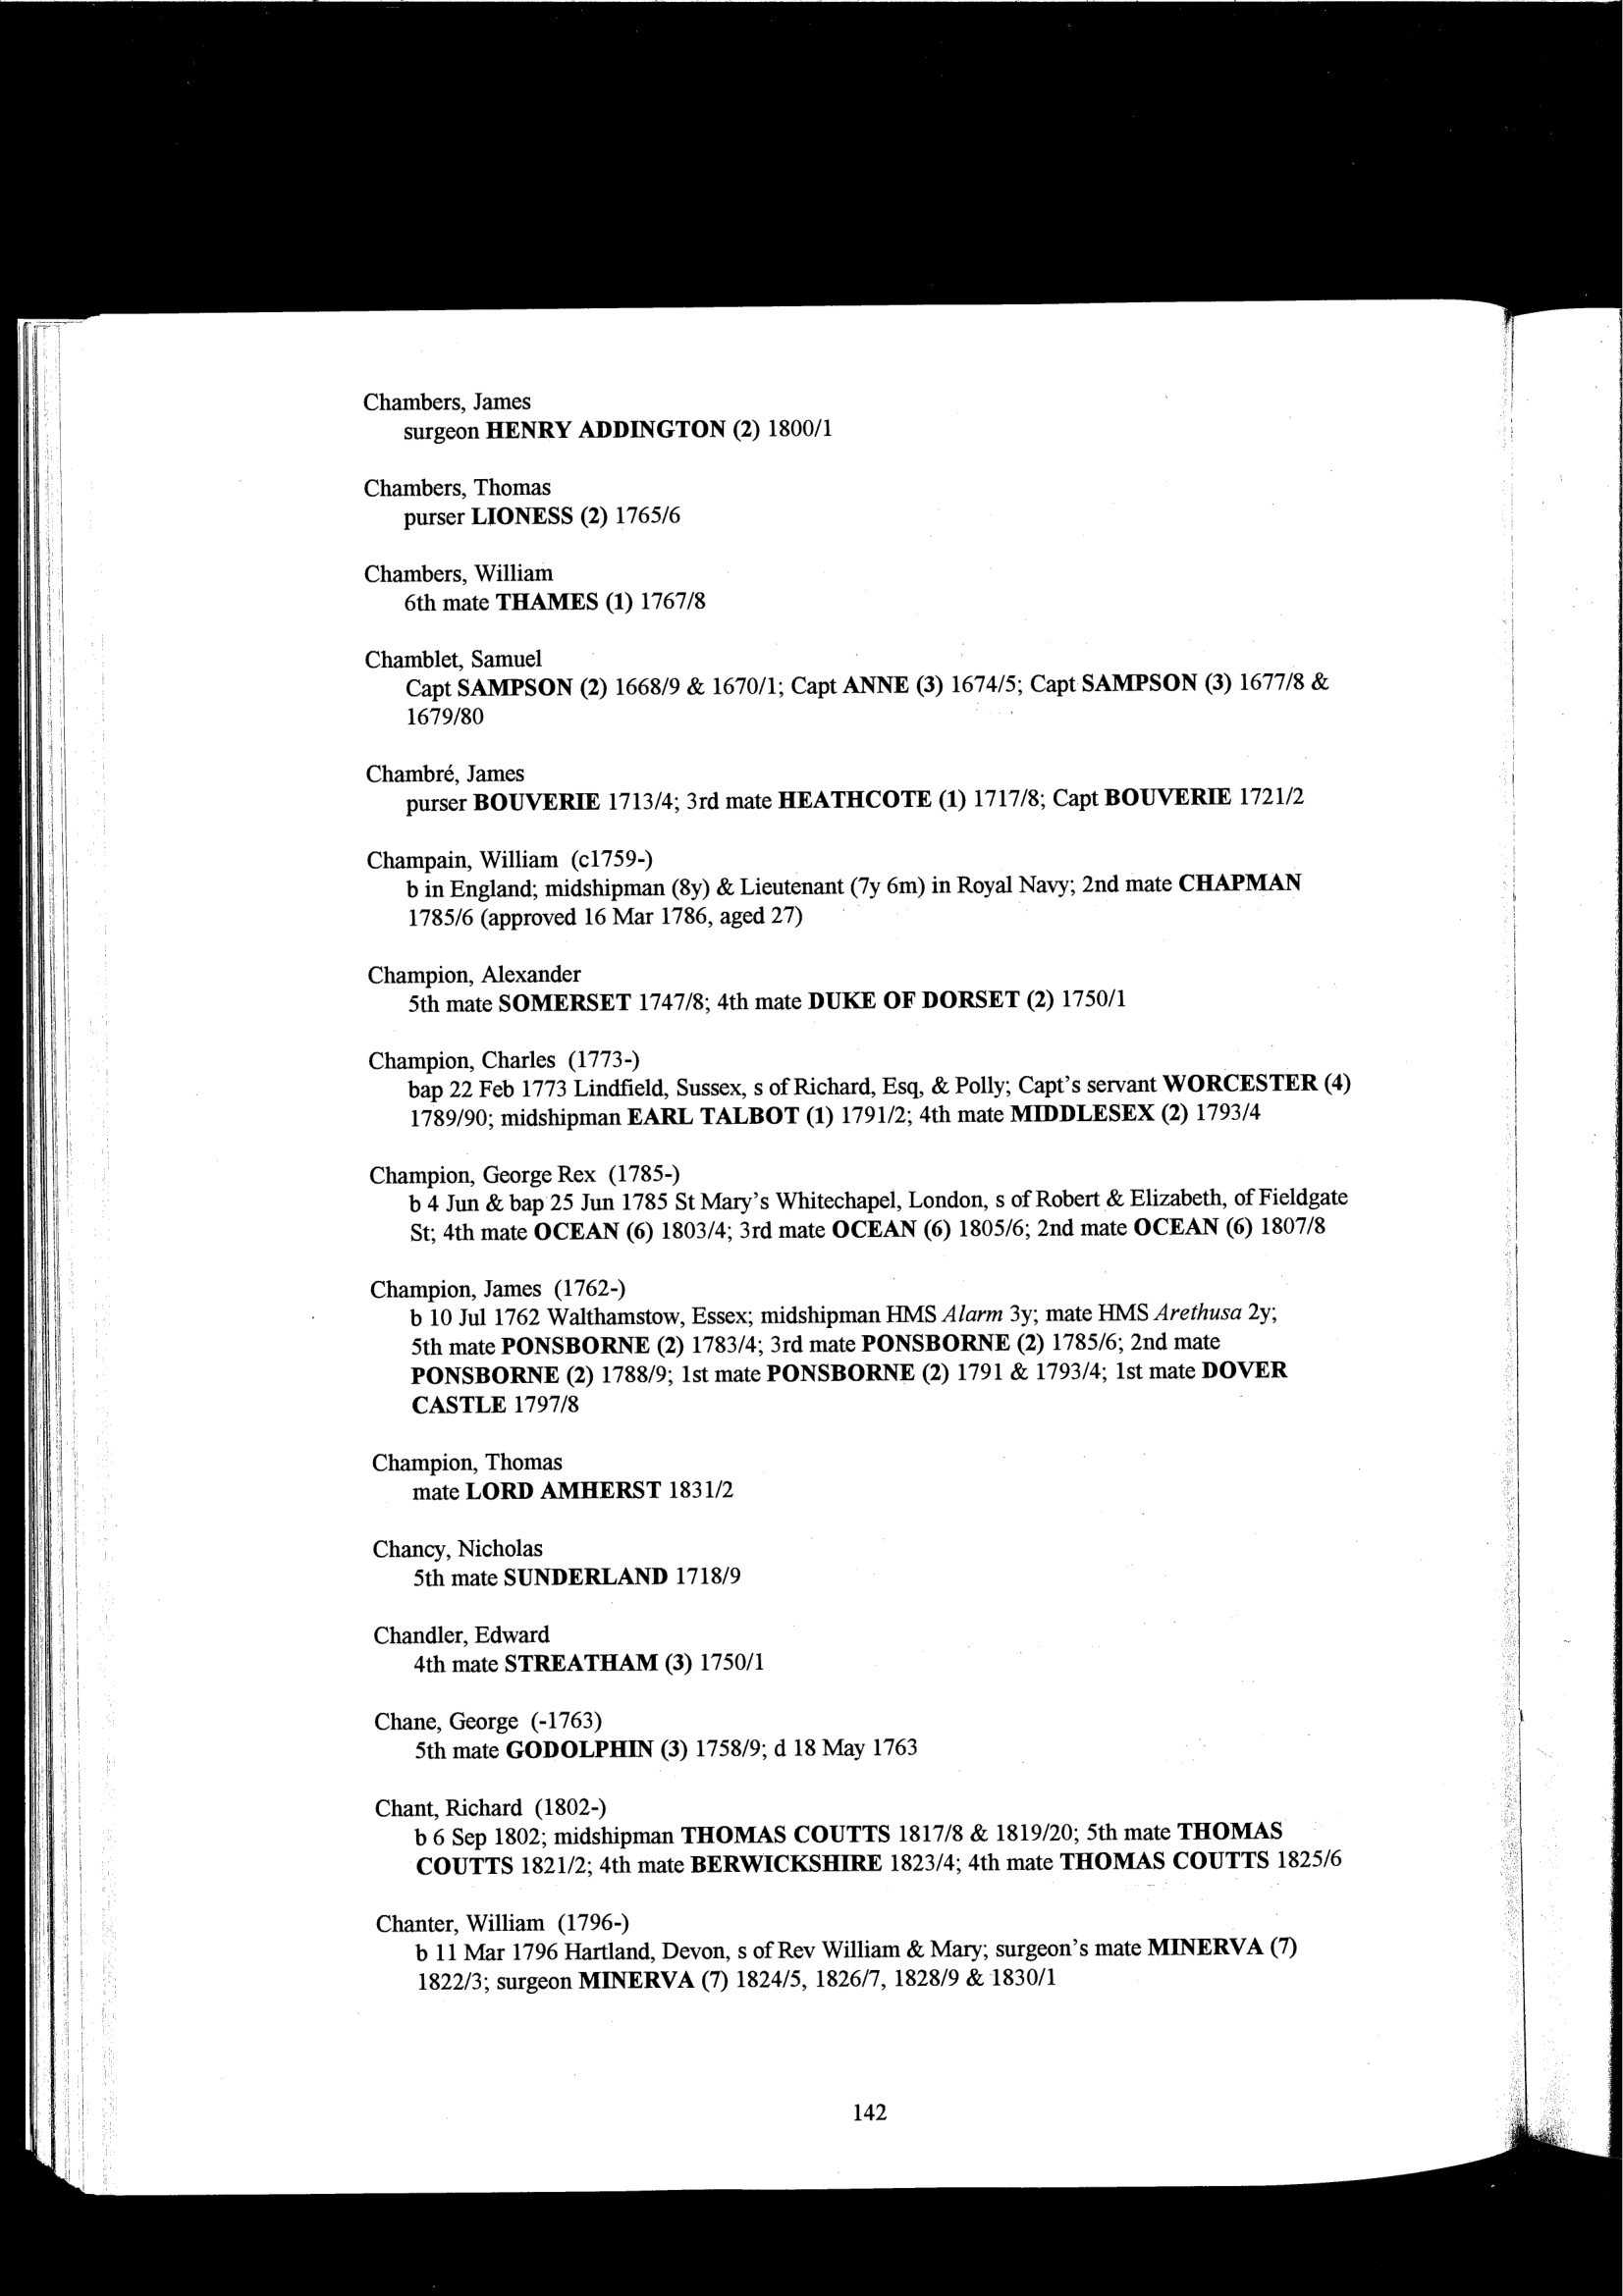 Chambers, James
surgeon HENRY ADDINGTON (2) 1800/1
Chambers, Thomas
purser LIONESS (2) 1765/6
Chambers, William
6th mate THAMES (1) 1767/8
Chamblet, Samuel
Capt SAMPSON (2) 1668/9 & 1670/1; Capt ANNE (3) 1674/5; Capt SAMPSON (3) 1677/8 &
1679/80
Chambré, James
purser BOUVERIE 1713/4; 3rd mate HEATHCOTE (1) 1717/8; Capt BOUVERIE 1721/2
Champain, William (c1759-)
b in England; midshipman (8y) & Lieutenant (7y 6m) in Royal Navy; 2nd mate CHAPMAN
1785/6 (approved 16 Mar 1786, aged 27)
Champion, Alexander
5th mate SOMERSET 1747/8; 4th mate DUKE OF DORSET (2) 1750/1
Champion, Charles (1773-)
bap 22 Feb 1773 Lindfield, Sussex, s of Richard, Esq, & Polly; Capt's servant WORCESTER (4)
1789/90; midshipman EARL TALBOT (1) 1791/2; 4th mate MIDDLESEX (2) 1793/4
Champion, George Rex (1785-)
b 4 Jun & bap 25 Jun 1785 St Mary's Whitechapel, London, s of Robert & Elizabeth, of Fieldgate
St; 4th mate OCEAN (6) 1803/4; 3rd mate OCEAN (6) 1805/6; 2nd mate OCEAN (6) 1807/8
Champion, James (1762-)
b 10 Jul 1762 Walthamstow, Essex; midshipman HMS Alarm 3y; mate HMS Arethusa 2y;
5th mate PONSBORNE (2) 1783/4; 3rd mate PONSBORNE (2) 1785/6; 2nd mate
PONSBORNE (2) 1788/9; 1st mate PONSBORNE (2) 1791 & 1793/4; 1st mate DOVER
CASTLE 1797/8
Champion, Thomas
mate LORD AMHERST 1831/2
Chancy, Nicholas
5th mate SUNDERLAND 1718/9
Chandler, Edward
4th mate STREATHAM (3) 1750/1
Chane, George (-1763)
5th mate GODOLPHIN (3) 1758/9; d 18 May 1763
Chant, Richard (1802-)
b 6 Sep 1802; midshipman THOMAS COUTTS 1817/8 & 1819/20; 5th mate THOMAS
COUTTS 1821/2; 4th mate BERWICKSHIRE 1823/4; 4th mate THOMAS COUTTS 1825/6
Chanter, William (1796-)
b 11 Mar 1796 Hartland, Devon, s of Rev William & Mary; surgeon's mate MINERVA (7)
1822/3; surgeon MINERVA (7) 1824/5, 1826/7, 1828/9 & 1830/1
142